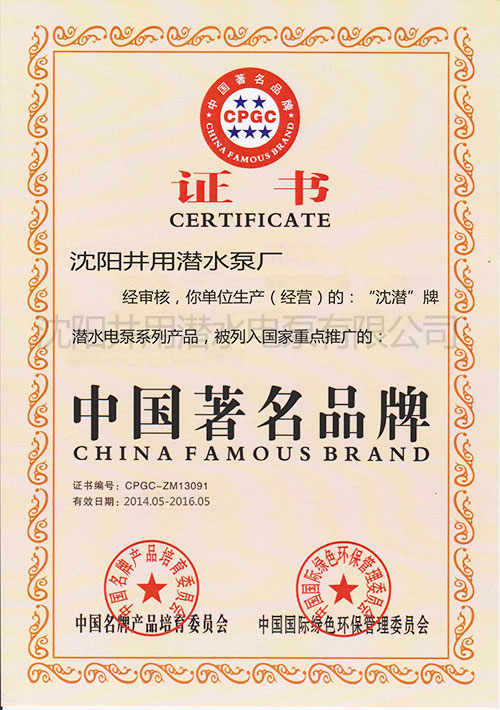 中国著名品牌
CPGC
CHINA FAMOUS BRAND
证书
CERTIFICATE
沈阳井用潜水泵厂
经审核，你单位生产（经营）的：“沈潜”牌
潜水电泵系列产品，被列入国家重点推广的：
沈阳井用潜水电泵有限公司
中国著名品牌
CHINA FAMOUS BRAND
证书编号：CPGC-ZM13091
有效日期：2014.05-2016.05
中国名牌产品培育委员会
中国国际绿色环保管理委员会
中国名牌产品培育委员会
中国国际绿色环保管理委员会